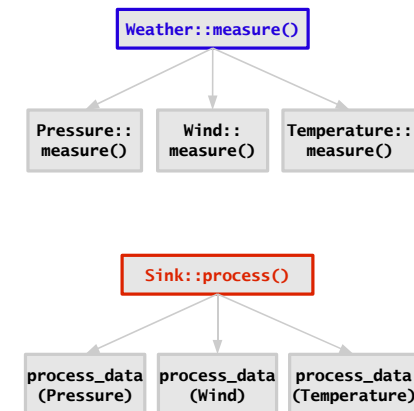 Weather::measure()
Pressure::
measure()
Wind::
measure()
Temperature::
measure()
Sink::process()
process_data
(Pressure)
process_data
(Wind)
process_data
(Temperature)